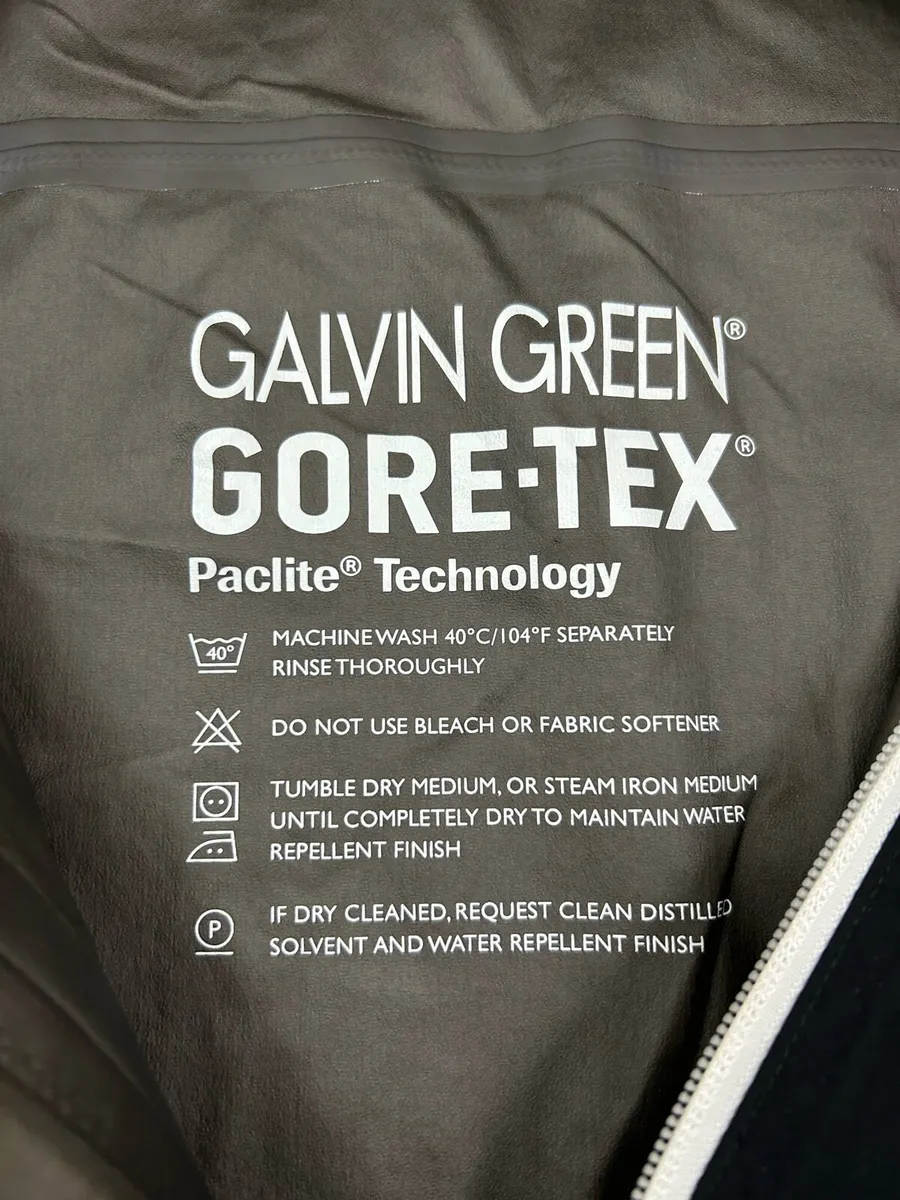 GALVIN GREEN®
GORE-TEX®
Paclite® Technology
40°
MACHINE WASH 40°C/104°F SEPARATELY
RINSE THOROUGHLY
DO NOT USE BLEACH OR FABRIC SOFTENER
TUMBLE DRY MEDIUM, OR STEAM IRON MEDIUM
UNTIL COMPLETELY DRY TO MAINTAIN WATER
REPELLENT FINISH
P
IF DRY CLEANED, REQUEST CLEAN DISTILLED
SOLVENT AND WATER REPELLENT FINISH